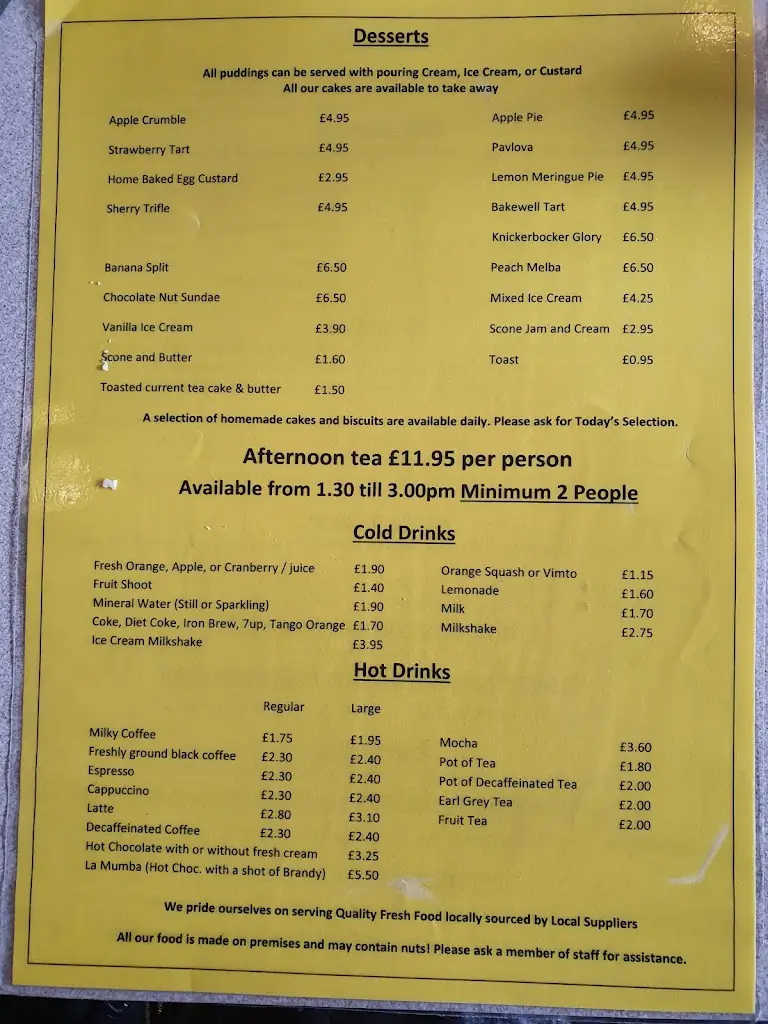 Desserts
All puddings can be served with pouring Cream, Ice Cream, or Custard
All our cakes are available to take away
Apple Crumble £4.95 Apple Pie £4.95
Strawberry Tart £4.95 Pavlova £4.95
Home Baked Egg Custard £2.95 Lemon Meringue Pie £4.95
Sherry Trifle £4.95 Bakewell Tart £4.95
Knickerbocker Glory £6.50
Banana Split £6.50 Peach Melba £6.50
Chocolate Nut Sundae £6.50 Mixed Ice Cream £4.25
Vanilla Ice Cream £3.90 Scone Jam and Cream £2.95
Scone and Butter £1.60 Toast £0.95
Toasted current tea cake & butter £1.50
A selection of homemade cakes and biscuits are available daily. Please ask for Today's Selection.
Afternoon tea £11.95 per person
Available from 1.30 till 3.00pm Minimum 2 People
Cold Drinks
Fresh Orange, Apple, or Cranberry / juice £1.90 Orange Squash or Vimto £1.15
Fruit Shoot £1.40 Lemonade £1.60
Mineral Water (Still or Sparkling) £1.90 Milk £1.70
Coke, Diet Coke, Iron Brew, 7up, Tango Orange £1.70 Milkshake £2.75
Ice Cream Milkshake £3.95
Hot Drinks
Regular Large
Milky Coffee £1.75 £1.95 Mocha £3.60
Freshly ground black coffee £2.30 £2.40 Pot of Tea £1.80
Espresso £2.30 £2.40 Pot of Decaffeinated Tea £2.00
Cappuccino £2.30 £2.40 Earl Grey Tea £2.00
Latte £2.80 £3.10 Fruit Tea £2.00
Decaffeinated Coffee £2.30 £2.40
Hot Chocolate with or without fresh cream £3.25
La Mumba (Hot Choc. with a shot of Brandy) £5.50
We pride ourselves on serving Quality Fresh Food locally sourced by Local Suppliers
All our food is made on premises and may contain nuts! Please ask a member of staff for assistance.